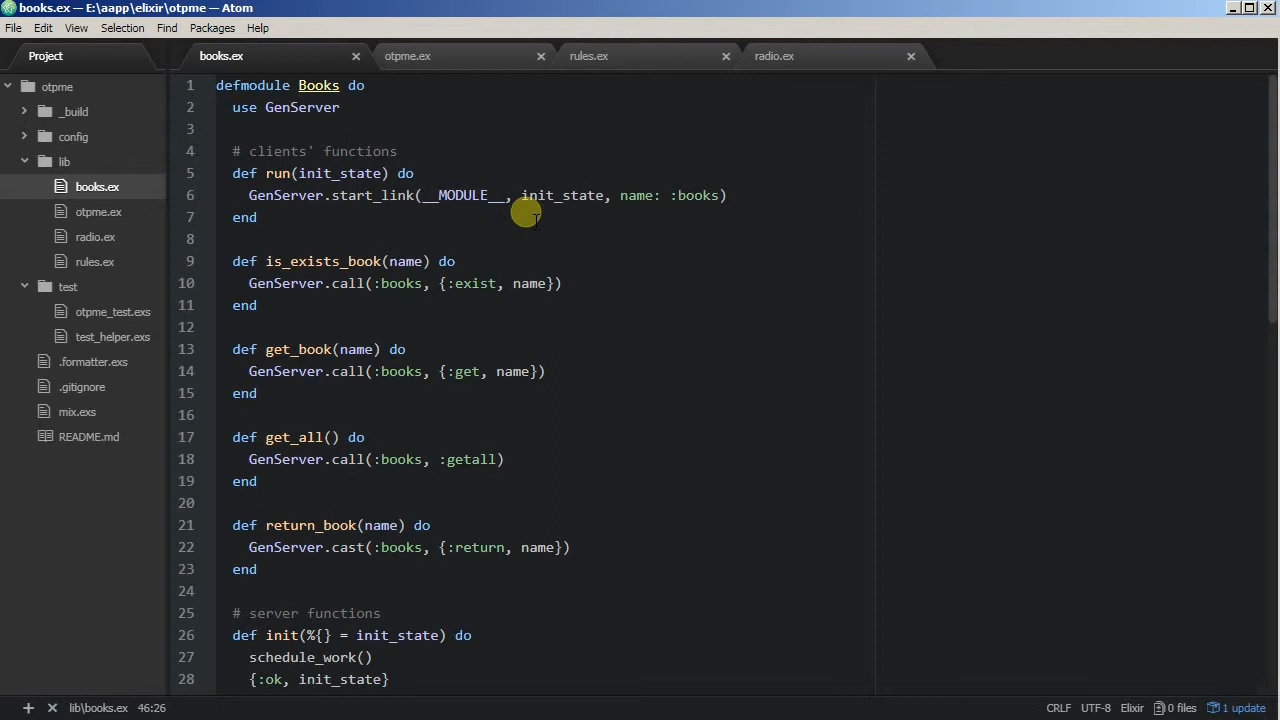 books.ex — E:\aapp\elixir\otpme — Atom
File Edit View Selection Find Packages Help
Project
books.ex
otpme.ex
rules.ex
radio.ex
otpme
_build
config
lib
books.ex
otpme.ex
radio.ex
rules.ex
test
otpme_test.exs
test_helper.exs
.formatter.exs
.gitignore
mix.exs
README.md
1 defmodule Books do
2 use GenServer
3
4 # clients' functions
5 def run(init_state) do
6 GenServer.start_link(__MODULE__, init_state, name: :books)
7 end
8
9 def is_exists_book(name) do
10 GenServer.call(:books, {:exist, name})
11 end
12
13 def get_book(name) do
14 GenServer.call(:books, {:get, name})
15 end
16
17 def get_all() do
18 GenServer.call(:books, :getall)
19 end
20
21 def return_book(name) do
22 GenServer.cast(:books, {:return, name})
23 end
24
25 # server functions
26 def init(%{} = init_state) do
27 schedule_work()
28 {:ok, init_state}
lib\books.ex 46:26 CRLF UTF-8 Elixir 0 files 1 update